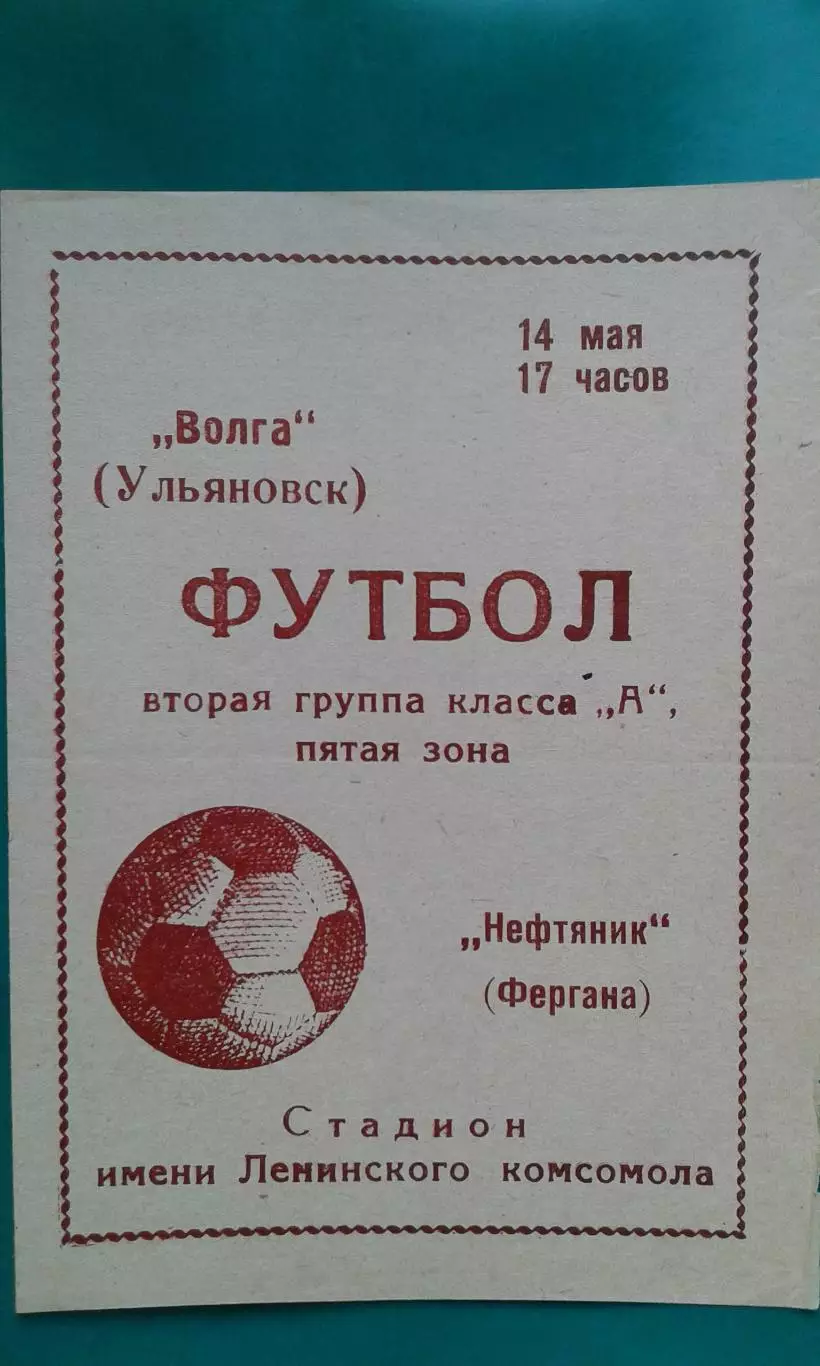 14 мая
17 часов
„Волга“
(Ульяновск)
ФУТБОЛ
вторая группа класса „А“,
пятая зона
„Нефтяник“
(Фергана)
Стадион
имени Ленинского комсомола